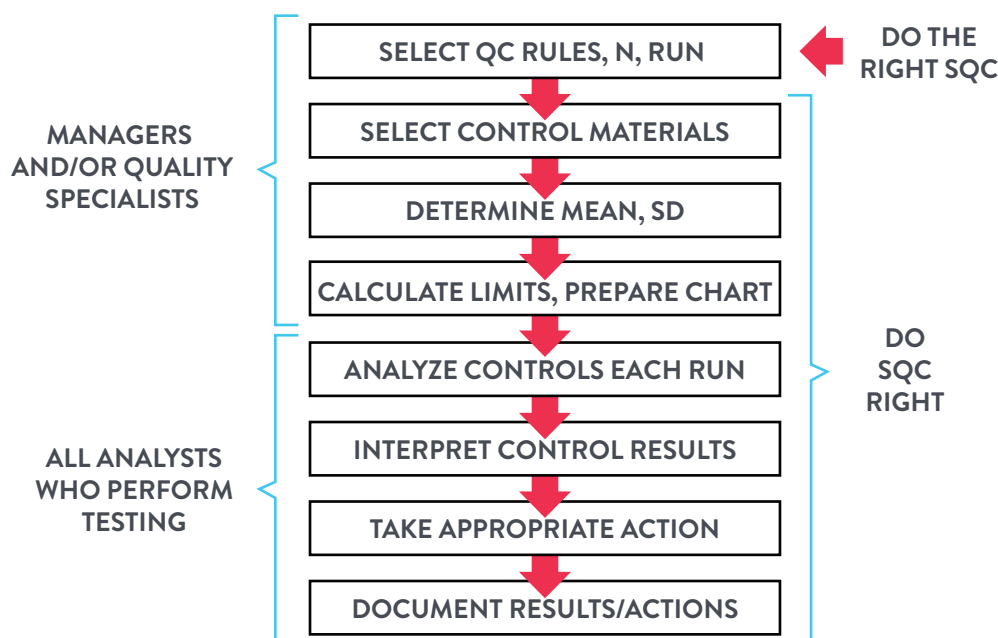 SELECT QC RULES, N, RUN
DO THE
RIGHT SQC
MANAGERS
AND/OR QUALITY
SPECIALISTS
SELECT CONTROL MATERIALS
DETERMINE MEAN, SD
CALCULATE LIMITS, PREPARE CHART
ANALYZE CONTROLS EACH RUN
DO
SQC
RIGHT
ALL ANALYSTS
WHO PERFORM
TESTING
INTERPRET CONTROL RESULTS
TAKE APPROPRIATE ACTION
DOCUMENT RESULTS/ACTIONS